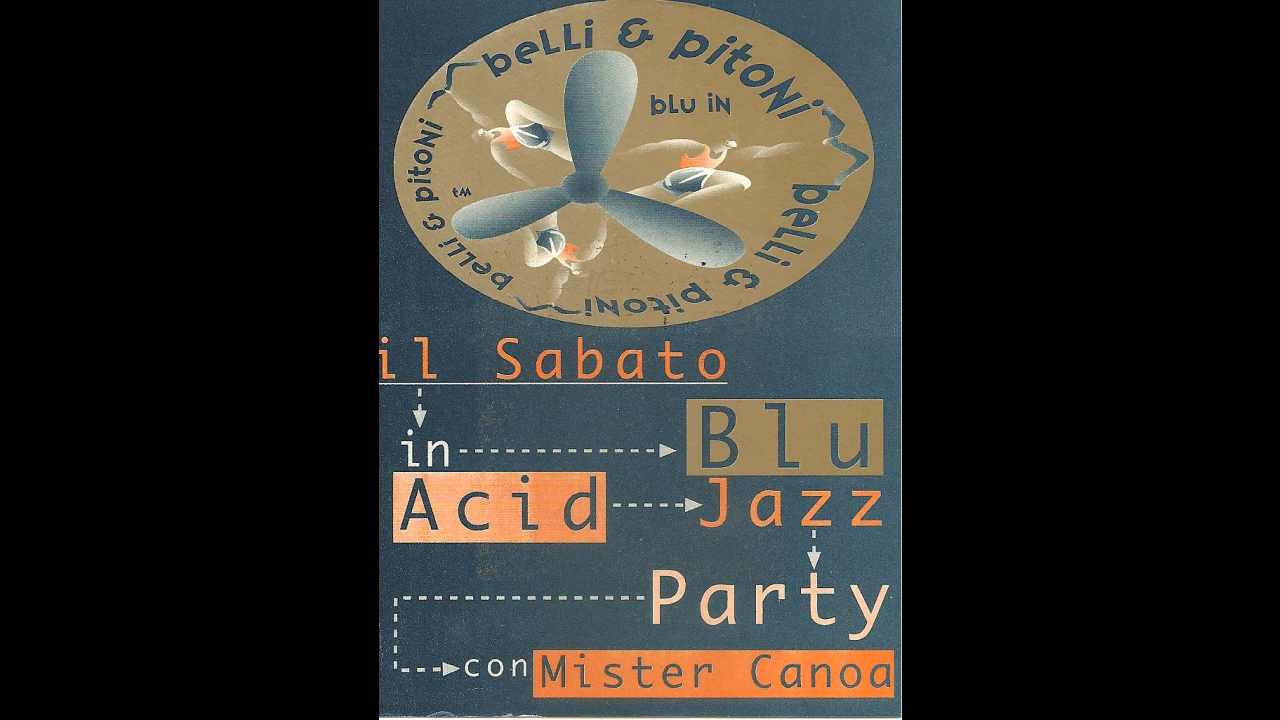 belli & pitoni
blu in
belli & pitoni
belli & pitoni
belli & pitoni
tm
il Sabato
in Blu
Acid Jazz
Party
con Mister Canoa